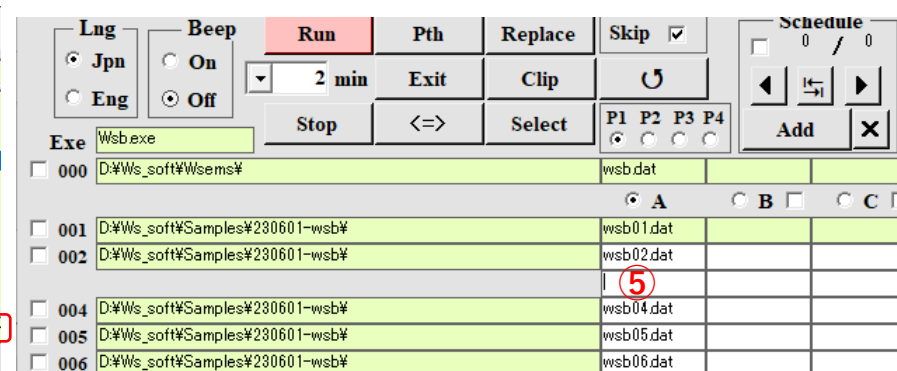 Lng Beep Run Pth Replace Skip Schedule
0 / 0
Jpn On
2 min Exit Clip ↺
Eng Off
Stop <=> Select P1 P2 P3 P4 Add X
Exe Wsb.exe
000 D:¥Ws_soft¥Wsems¥ wsb.dat
A B C
001 D:¥Ws_soft¥Samples¥230601-wsb¥ wsb01.dat
002 D:¥Ws_soft¥Samples¥230601-wsb¥ wsb02.dat
⑤
004 D:¥Ws_soft¥Samples¥230601-wsb¥ wsb04.dat
005 D:¥Ws_soft¥Samples¥230601-wsb¥ wsb05.dat
006 D:¥Ws_soft¥Samples¥230601-wsb¥ wsb06.dat